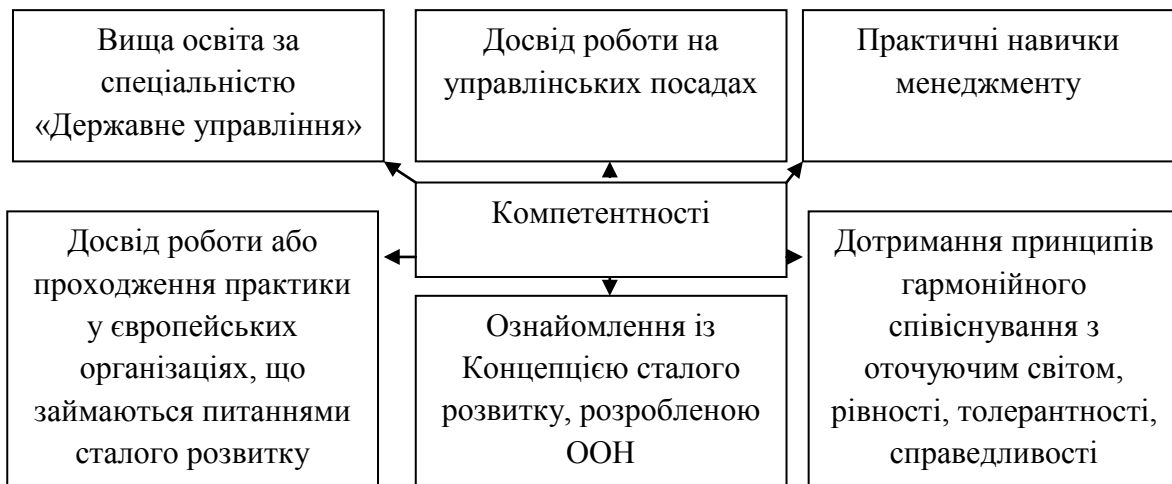 Вища освіта за
спеціальністю
«Державне управління»
Досвід роботи на
управлінських посадах
Практичні навички
менеджменту
Компетентності
Досвід роботи або
проходження практики
у європейських
організаціях, що
займаються питаннями
сталого розвитку
Ознайомлення із
Концепцією сталого
розвитку, розробленою
ООН
Дотримання принципів
гармонійного
співіснування з
оточуючим світом,
рівності, толерантності,
справедливості